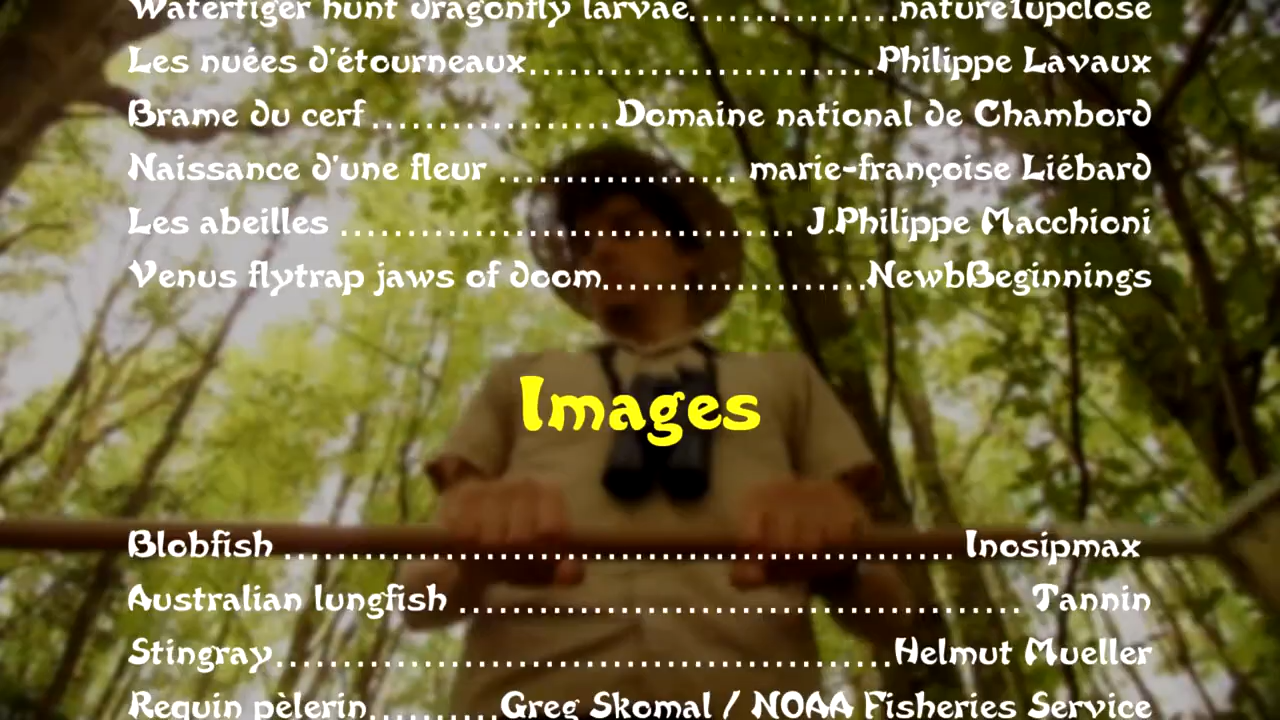 Watertiger hunt dragonfly larvae..................nature1upclose
Les nuées d'étourneaux..............................Philippe Lavaux
Brame du cerf.....................Domaine national de Chambord
Naissance d'une fleur ..................... marie-françoise Liébard
Les abeilles ....................................... J.Philippe Macchioni
Venus flytrap jaws of doom.......................NewbBeginnings
Images
Blobfish .......................................................... Inosipmax
Australian lungfish ................................................ Tannin
Stingray.....................................................Helmut Mueller
Requin pèlerin...........Greg Skomal / NOAA Fisheries Service